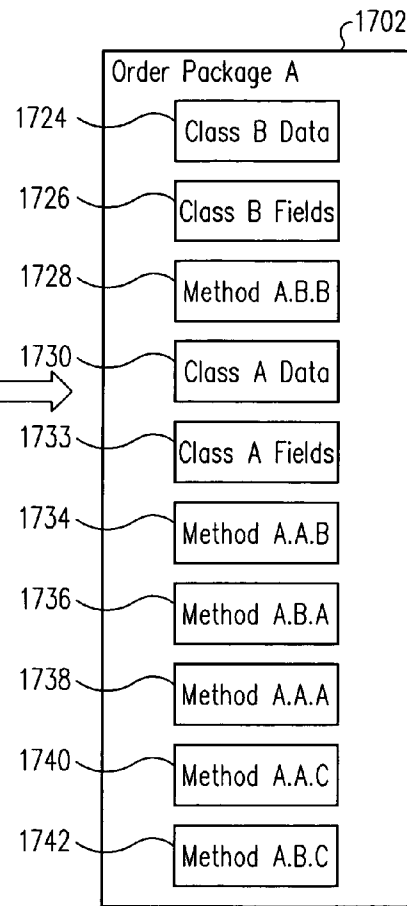 1702
Order Package A
1724
Class B Data
1726
Class B Fields
1728
Method A.B.B
1730
Class A Data
1733
Class A Fields
1734
Method A.A.B
1736
Method A.B.A
1738
Method A.A.A
1740
Method A.A.C
1742
Method A.B.C